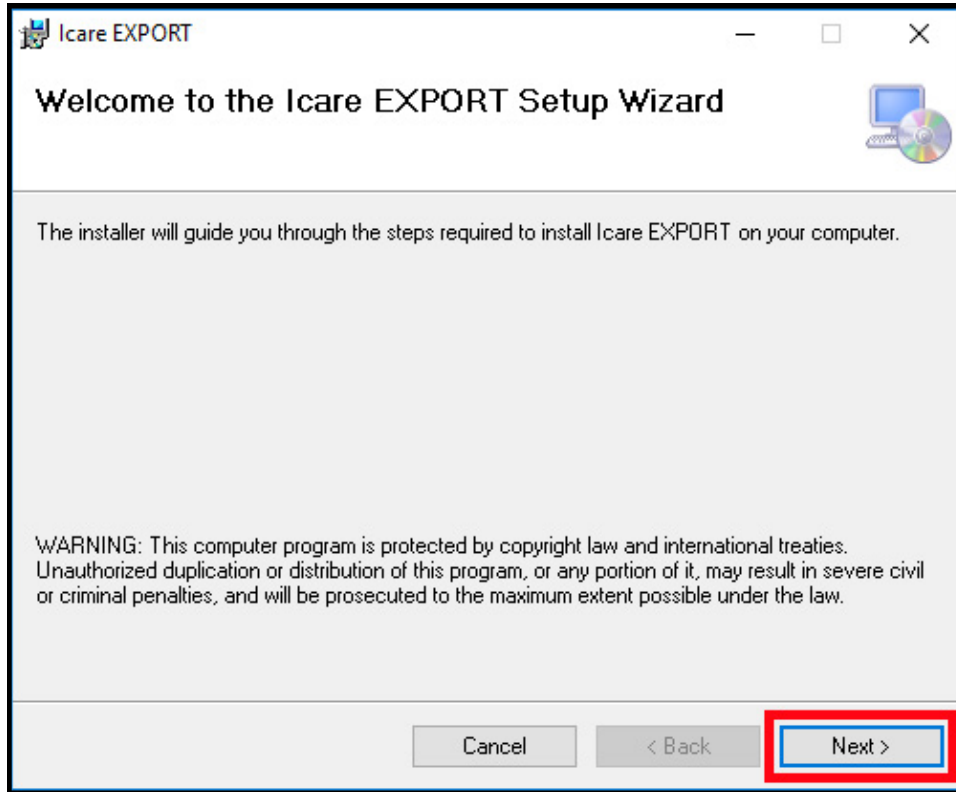 Icare EXPORT
Welcome to the Icare EXPORT Setup Wizard
The installer will guide you through the steps required to install Icare EXPORT on your computer.
WARNING: This computer program is protected by copyright law and international treaties.
Unauthorized duplication or distribution of this program, or any portion of it, may result in severe civil
or criminal penalties, and will be prosecuted to the maximum extent possible under the law.
Cancel
< Back
Next >